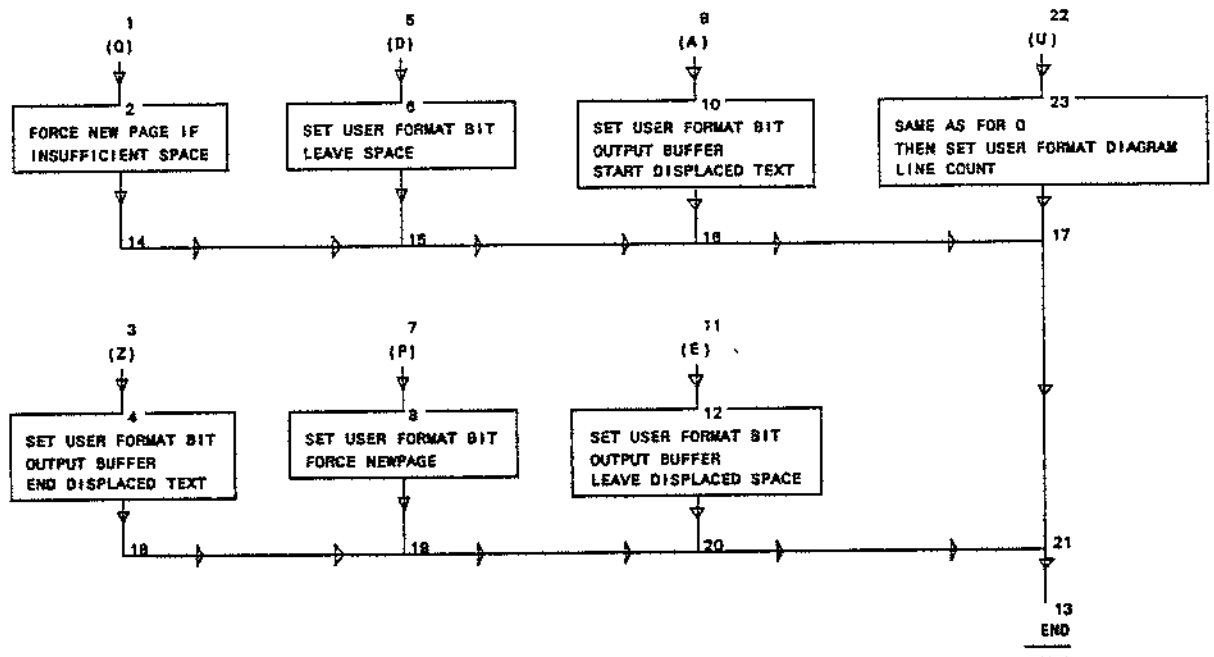 1
(Q)
2
FORCE NEW PAGE IF
INSUFFICIENT SPACE
5
(D)
6
SET USER FORMAT BIT
LEAVE SPACE
9
(A)
10
SET USER FORMAT BIT
OUTPUT BUFFER
START DISPLACED TEXT
22
(U)
23
SAME AS FOR Q
THEN SET USER FORMAT DIAGRAM
LINE COUNT
14
15
16
17
3
(Z)
4
SET USER FORMAT BIT
OUTPUT BUFFER
END DISPLACED TEXT
7
(P)
8
SET USER FORMAT BIT
FORCE NEWPAGE
11
(E)
12
SET USER FORMAT BIT
OUTPUT BUFFER
LEAVE DISPLACED SPACE
18
19
20
21
13
END